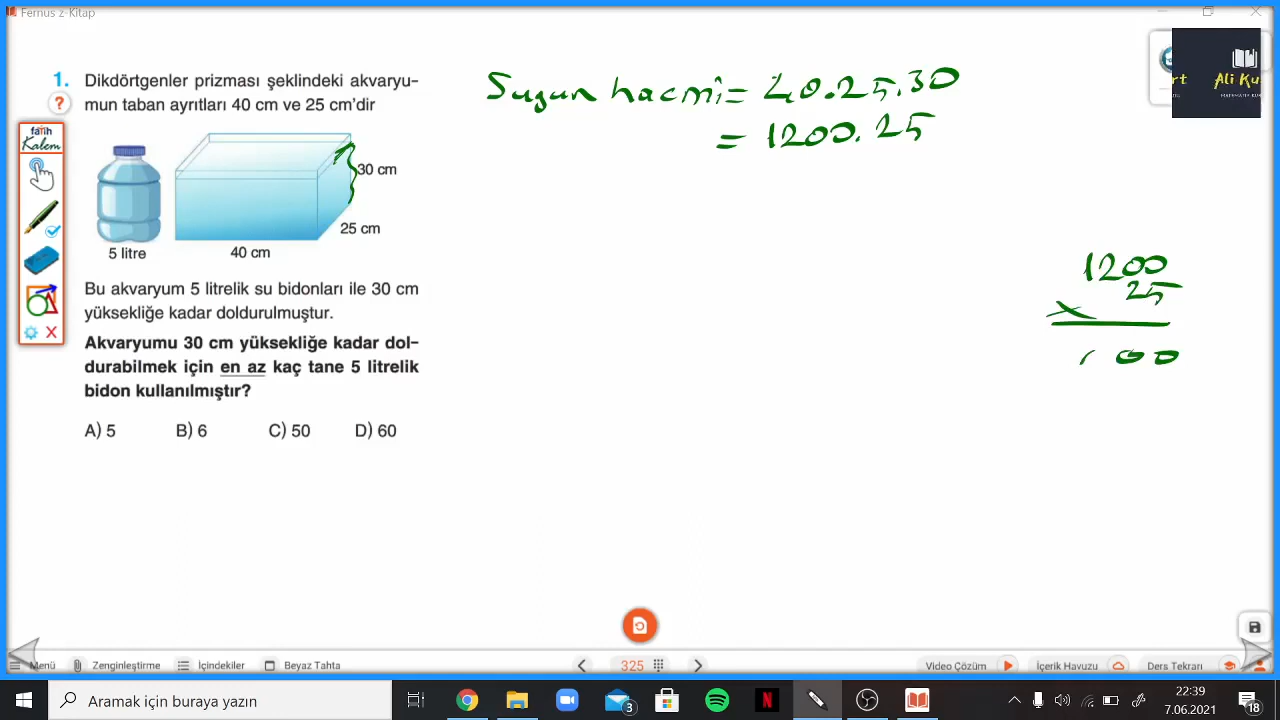 Fernus z-Kitap
1. Dikdörtgenler prizması şeklindeki akvaryu-
mun taban ayrıtları 40 cm ve 25 cm'dir
?
fatih
Kalem
30 cm
25 cm
5 litre
40 cm
Bu akvaryum 5 litrelik su bidonları ile 30 cm
yüksekliğe kadar doldurulmuştur.
Akvaryumu 30 cm yüksekliğe kadar dol-
durabilmek için en az kaç tane 5 litrelik
bidon kullanılmıştır?
A) 5 B) 6 C) 50 D) 60
Suyun hacmi = 40.25.30
= 1200.25
1200
25
x
00
Menü Zenginleştirme İçindekiler Beyaz Tahta 325 Video Çözüm İçerik Havuzu Ders Tekrarı
Aramak için buraya yazın
3
22:39
7.06.2021
18